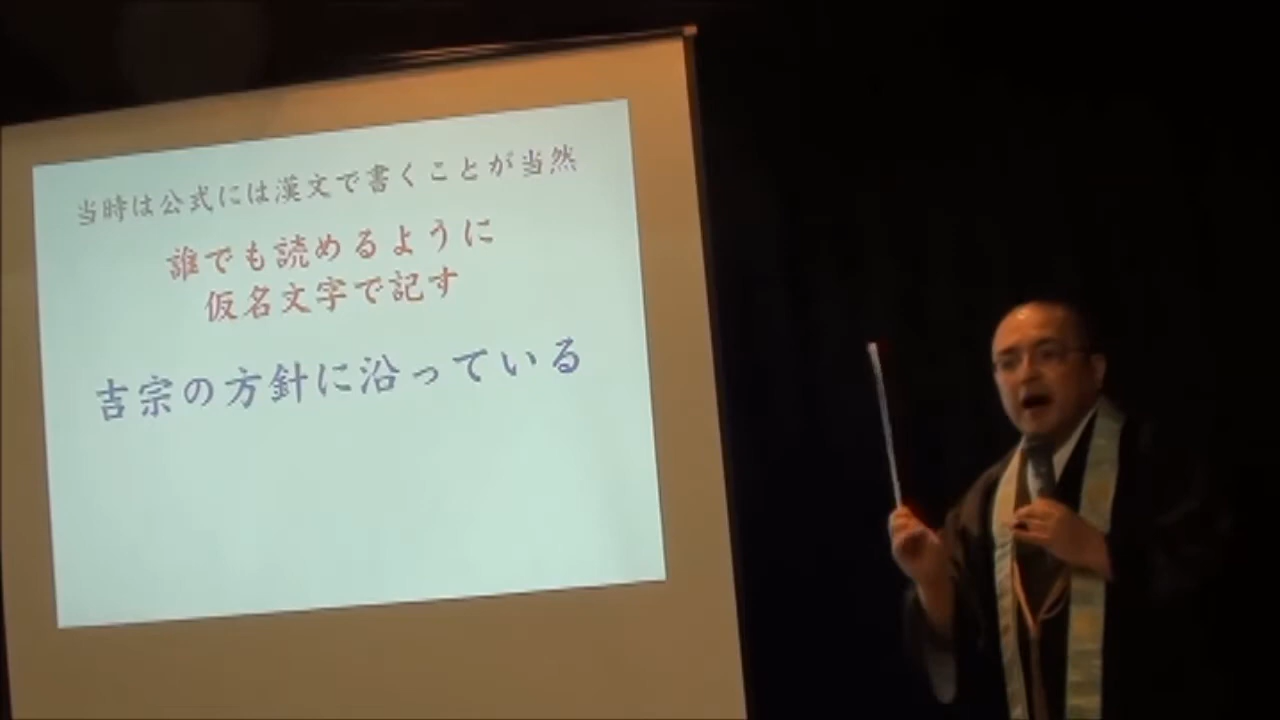 当時は公式には漢文で書くことが当然
誰でも読めるように
仮名文字で記す
吉宗の方針に沿っている